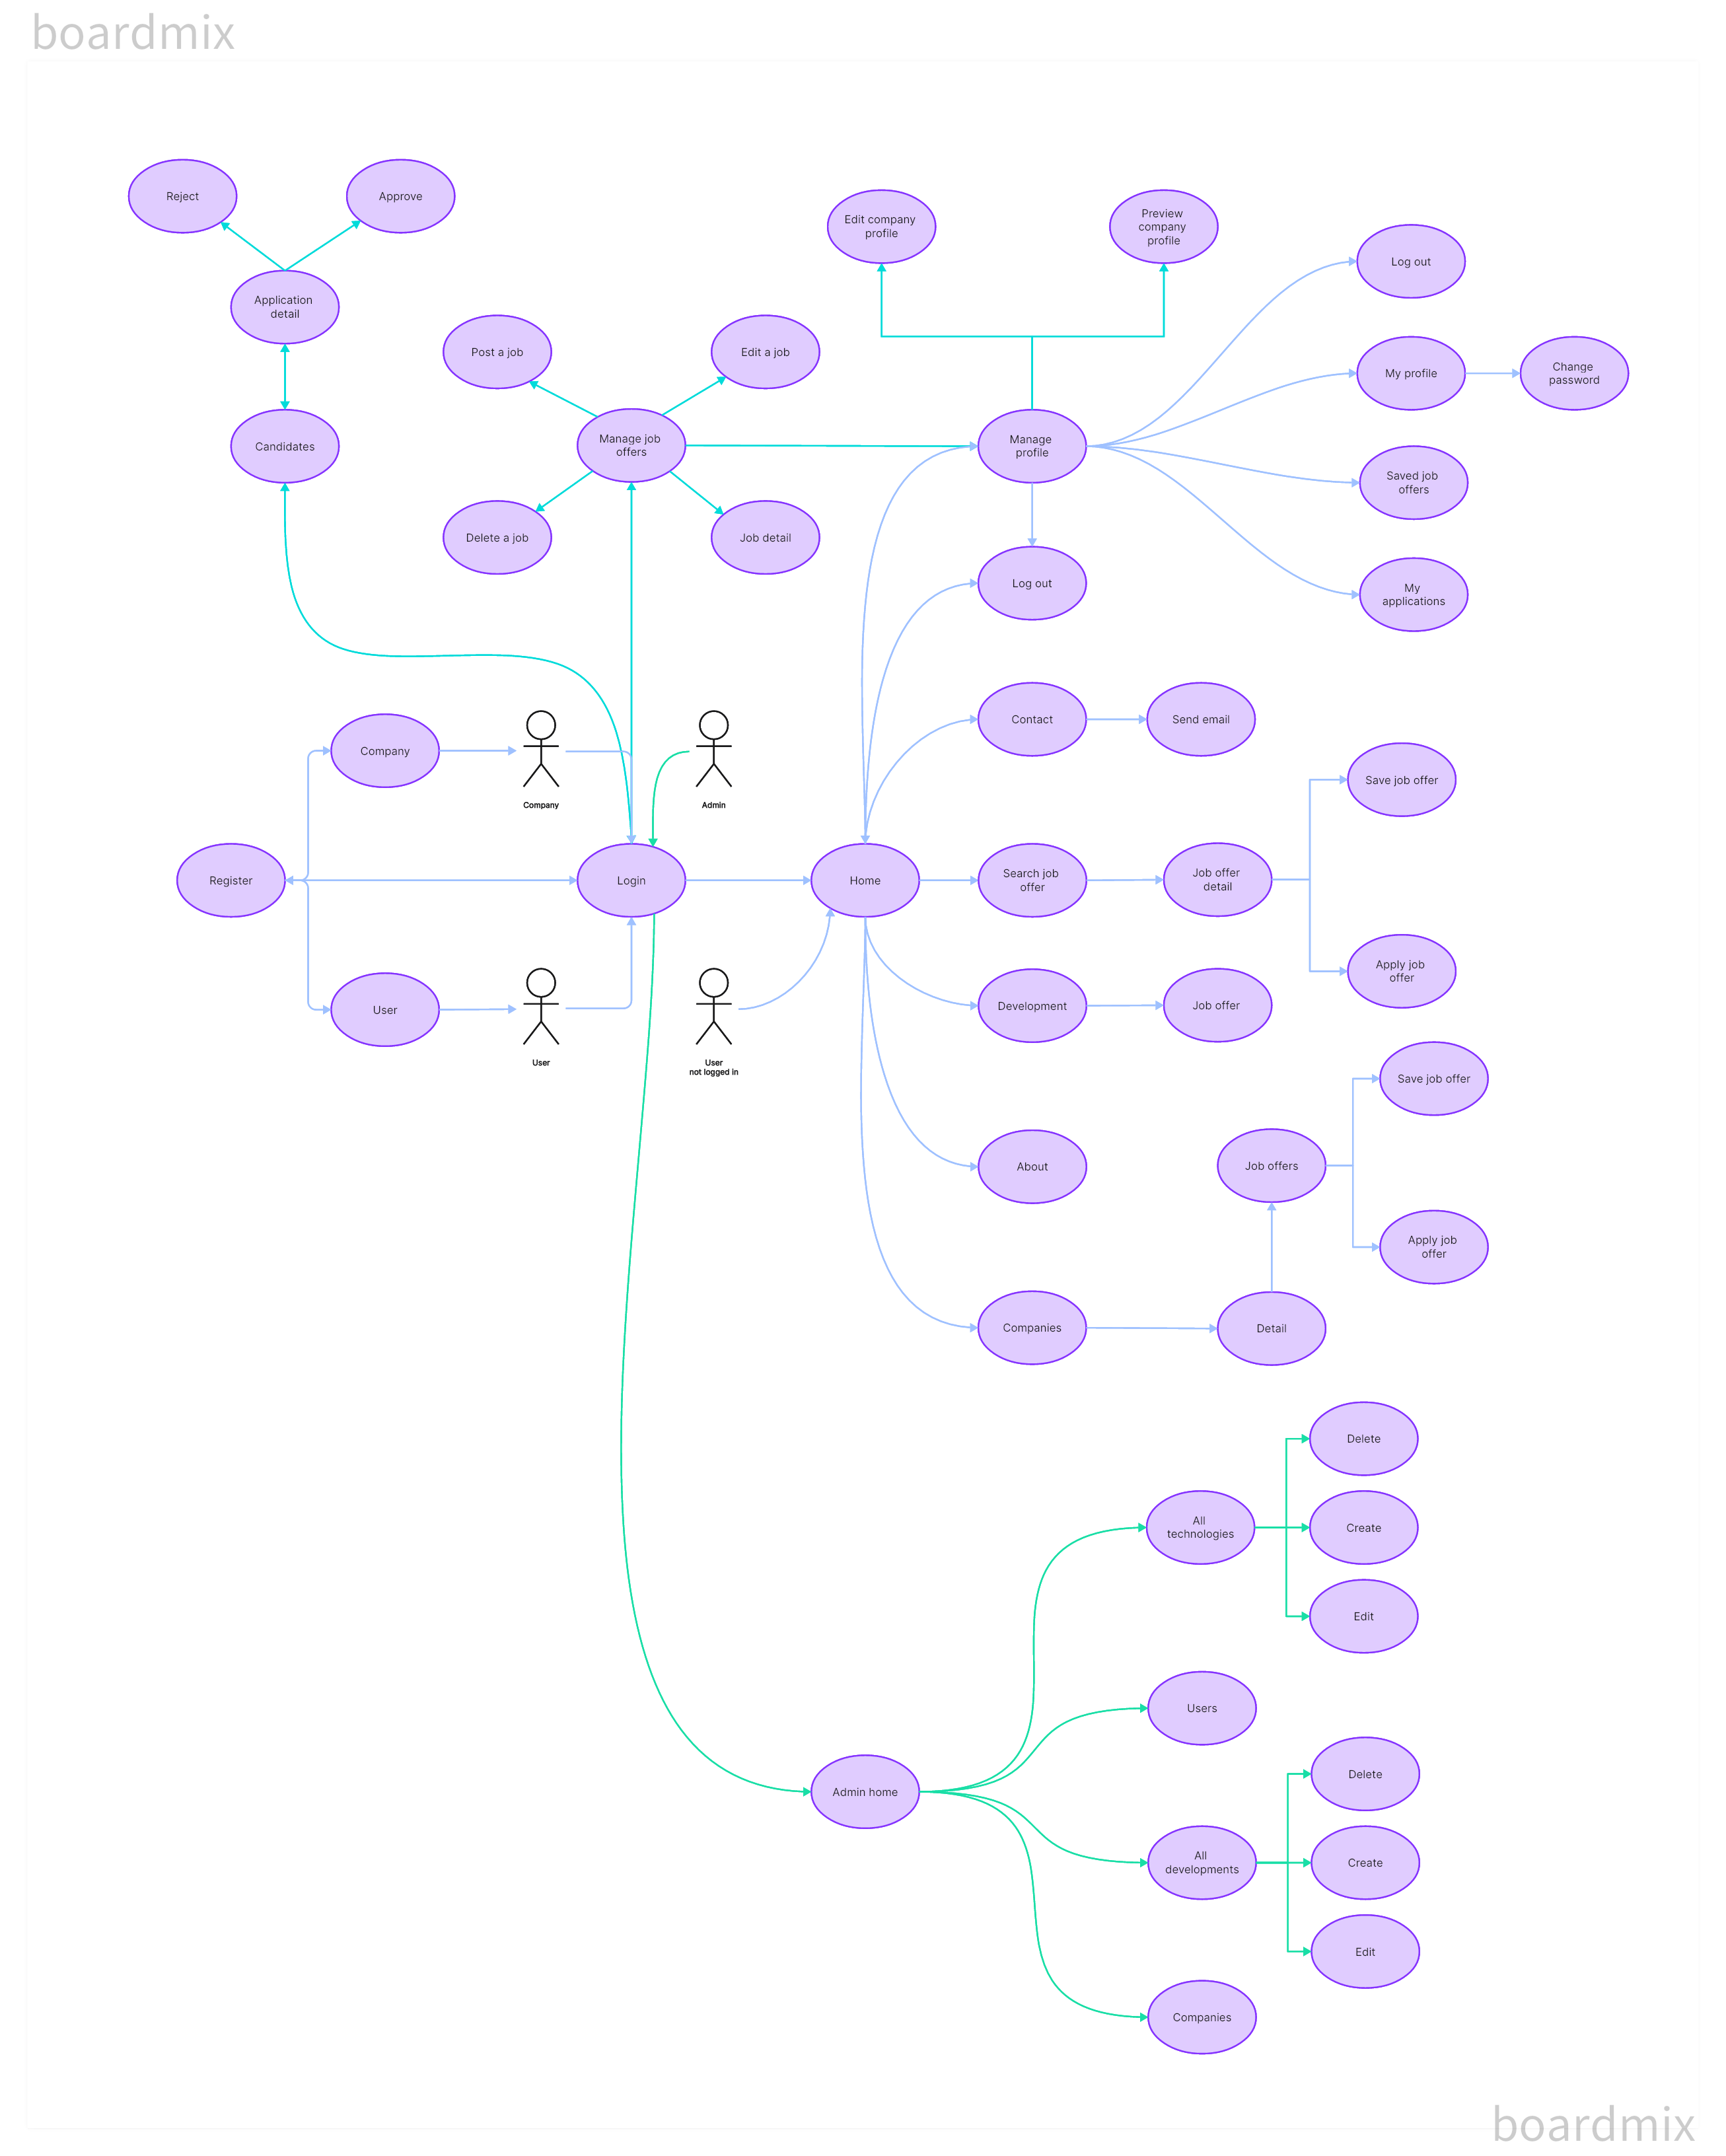 boardmix
Reject
Approve
Edit company
profile
Preview
company
profile
Log out
Application
detail
Post a job
Edit a job
My profile
Change
password
Candidates
Manage job
offers
Manage
profile
Saved job
offers
Delete a job
Job detail
Log out
My
applications
Company
Contact
Send email
Company
Admin
Save job offer
Register
Login
Home
Search job
offer
Job offer
detail
Apply job
offer
User
Development
Job offer
User
User
not logged in
Save job offer
About
Job offers
Apply job
offer
Companies
Detail
Delete
All
technologies
Create
Edit
Users
Admin home
Delete
All
developments
Create
Edit
Companies
boardmix